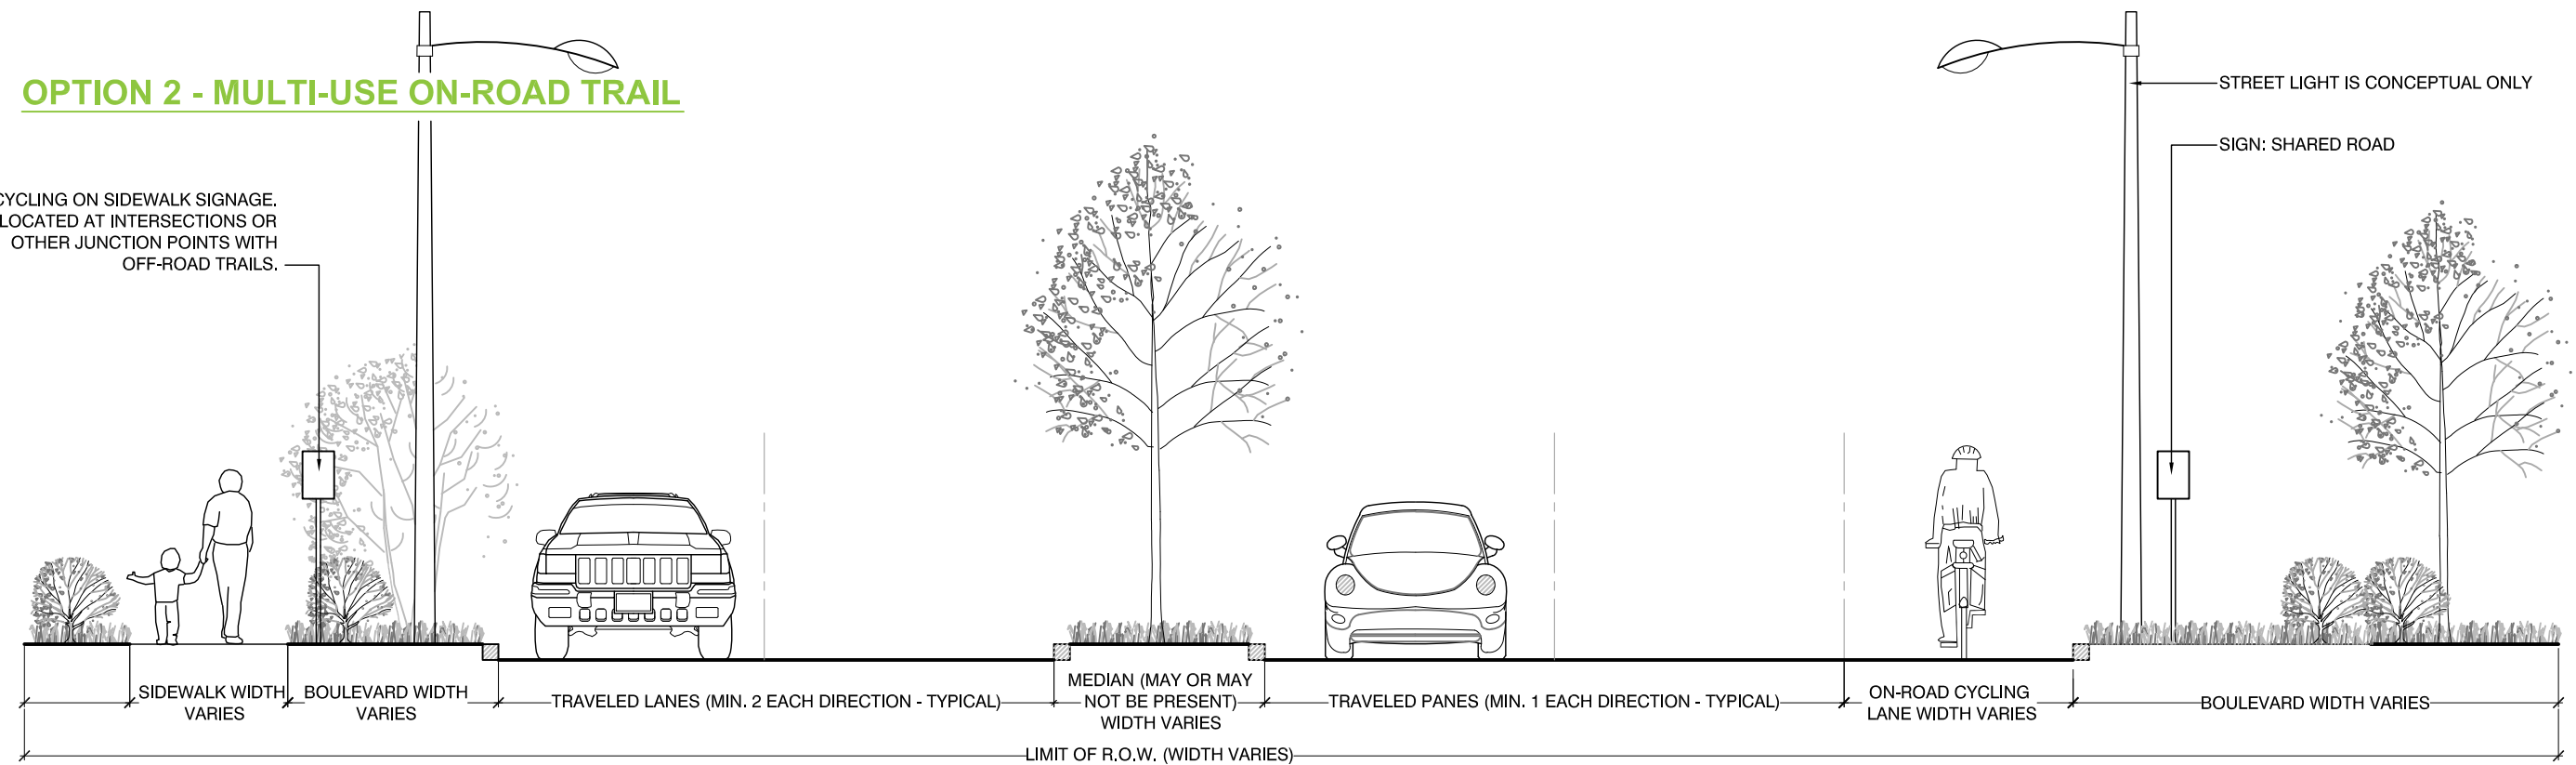 OPTION 2 - MULTI-USE ON-ROAD TRAIL
STREET LIGHT IS CONCEPTUAL ONLY
SIGN: SHARED ROAD
CYCLING ON SIDEWALK SIGNAGE.
LOCATED AT INTERSECTIONS OR
OTHER JUNCTION POINTS WITH
OFF-ROAD TRAILS.
SIDEWALK WIDTH
VARIES
BOULEVARD WIDTH
VARIES
TRAVELED LANES (MIN. 2 EACH DIRECTION - TYPICAL)
MEDIAN (MAY OR MAY
NOT BE PRESENT)
WIDTH VARIES
TRAVELED PANES (MIN. 1 EACH DIRECTION - TYPICAL)
ON-ROAD CYCLING
LANE WIDTH VARIES
BOULEVARD WIDTH VARIES
LIMIT OF R.O.W. (WIDTH VARIES)